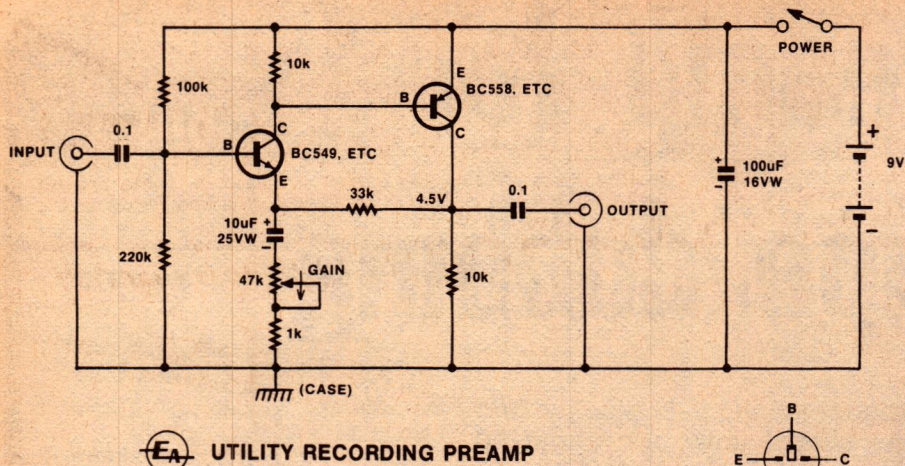 POWER
10k
E
BC558, ETC
B
C
100k
0.1
C
B
BC549, ETC
E
INPUT
+
9V
+
100uF
16VW
-
-
33k
4.5V
0.1
OUTPUT
10uF
25VW
+
-
220k
47k
GAIN
10k
1k
(CASE)
EA UTILITY RECORDING PREAMP
B
E
C